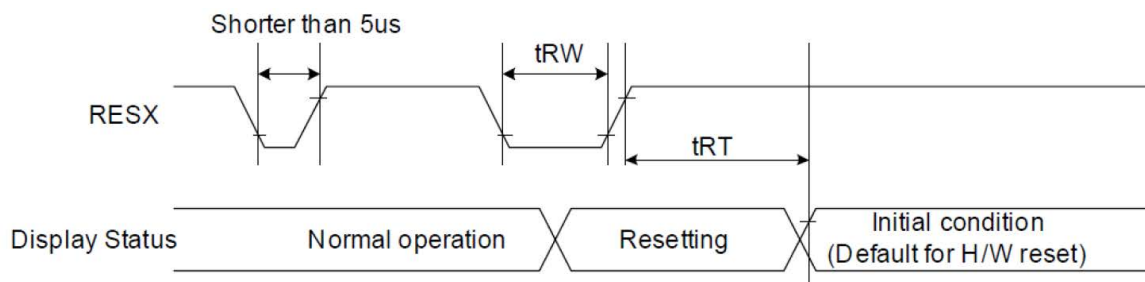 Shorter than 5us
tRW
RESX
tRT
Display Status
Normal operation
Resetting
Initial condition
(Default for H/W reset)